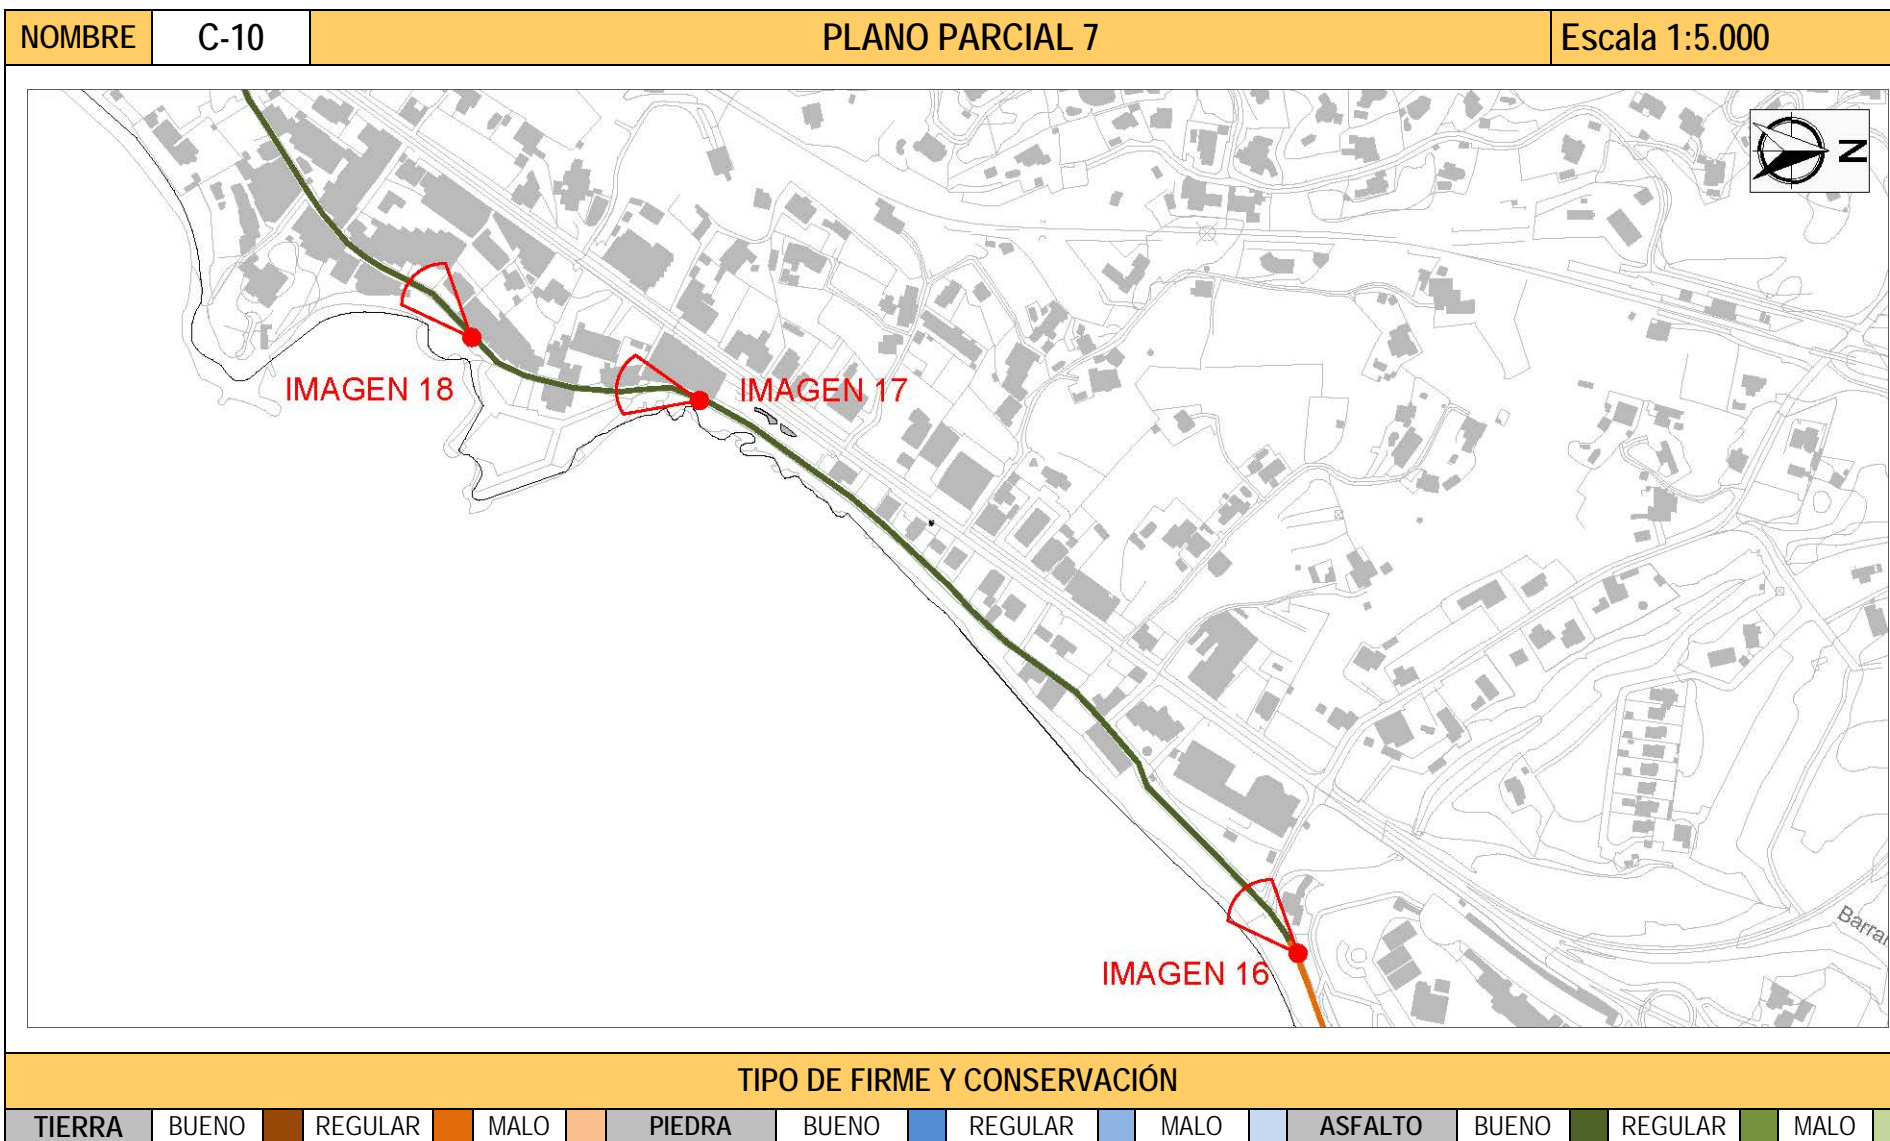 NOMBRE C-10 PLANO PARCIAL 7 Escala 1:5.000
N
IMAGEN 18
IMAGEN 17
IMAGEN 16
TIPO DE FIRME Y CONSERVACIÓN
TIERRA BUENO REGULAR MALO PIEDRA BUENO REGULAR MALO ASFALTO BUENO REGULAR MALO